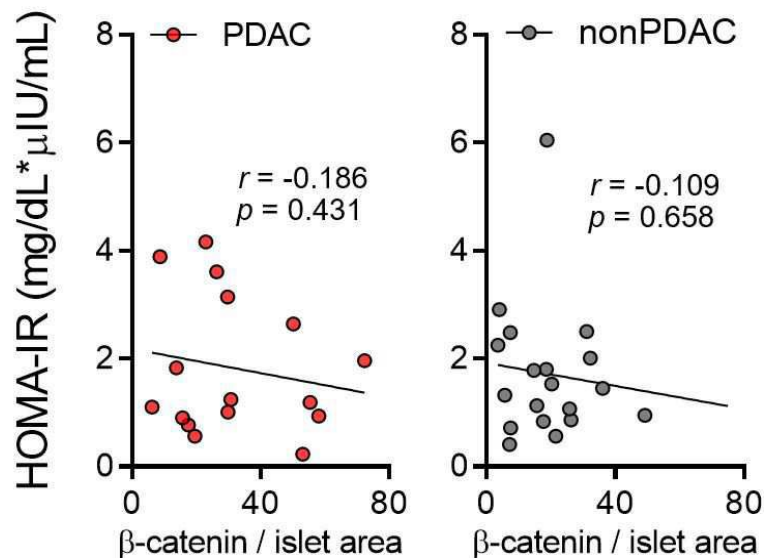 HOMA-IR (mg/dL*μIU/mL)
PDAC
8
6
4
2
0
r = -0.186
p = 0.431
0 40 80
β-catenin / islet area
nonPDAC
8
6
4
2
0
r = -0.109
p = 0.658
0 40 80
β-catenin / islet area